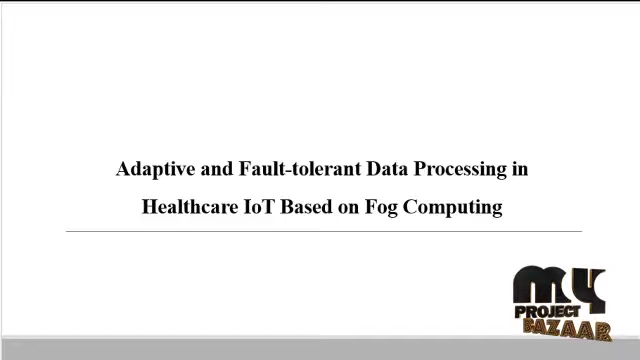 Adaptive and Fault-tolerant Data Processing in
Healthcare IoT Based on Fog Computing
my
PROJECT
BAZAAR